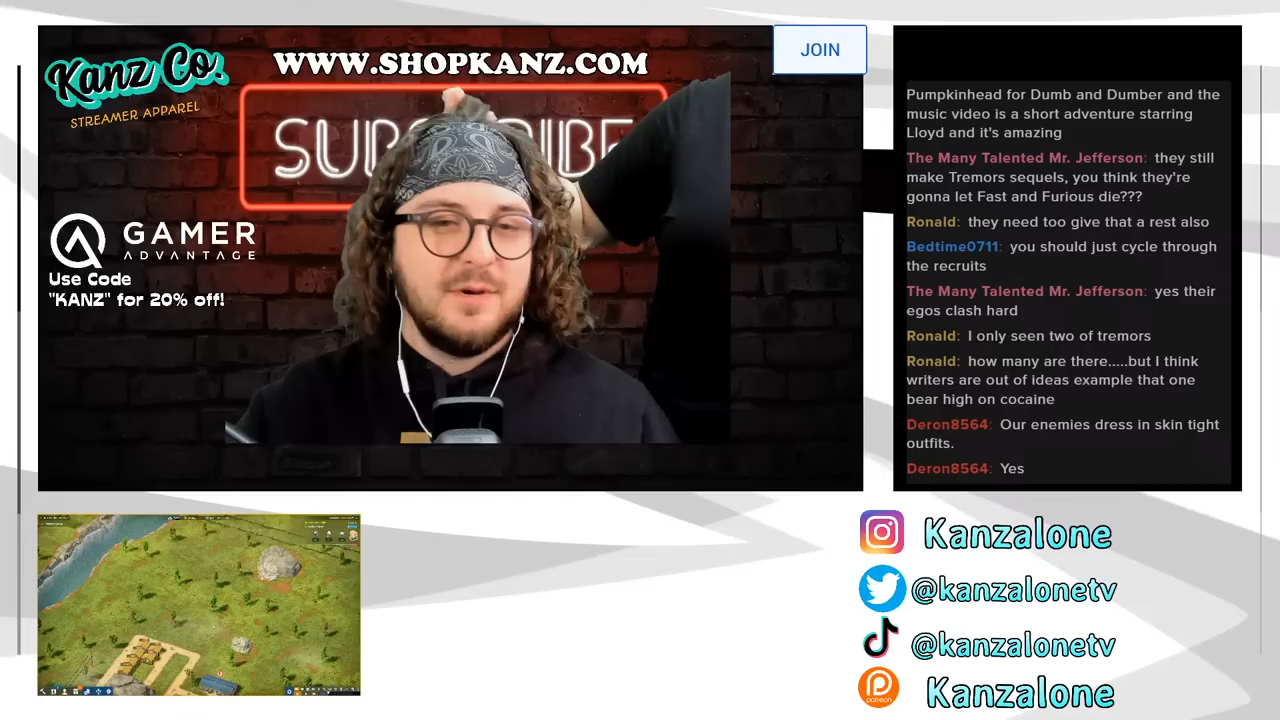 Kanz Co.
STREAMER APPAREL
WWW.SHOPKANZ.COM
JOIN
GAMER
ADVANTAGE
Use Code
"KANZ" for 20% off!
Pumpkinhead for Dumb and Dumber and the
music video is a short adventure starring
Lloyd and it's amazing
The Many Talented Mr. Jefferson: they still
make Tremors sequels, you think they're
gonna let Fast and Furious die???
Ronald: they need too give that a rest also
Bedtime0711: you should just cycle through
the recruits
The Many Talented Mr. Jefferson: yes their
egos clash hard
Ronald: I only seen two of tremors
Ronald: how many are there.....but I think
writers are out of ideas example that one
bear high on cocaine
Deron8564: Our enemies dress in skin tight
outfits.
Deron8564: Yes
Kanzalone
@kanzalonetv
@kanzalonetv
patreon
Kanzalone